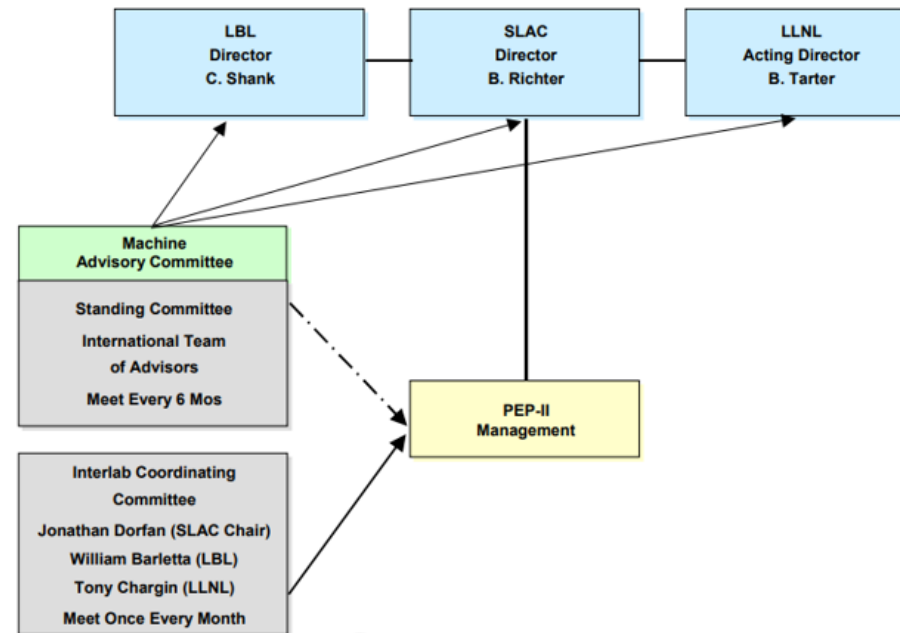 LBL
Director
C. Shank
SLAC
Director
B. Richter
LLNL
Acting Director
B. Tarter
Machine
Advisory Committee
Standing Committee
International Team
of Advisors
Meet Every 6 Mos
PEP-II
Management
Interlab Coordinating
Committee
Jonathan Dorfan (SLAC Chair)
William Barletta (LBL)
Tony Chargin (LLNL)
Meet Once Every Month